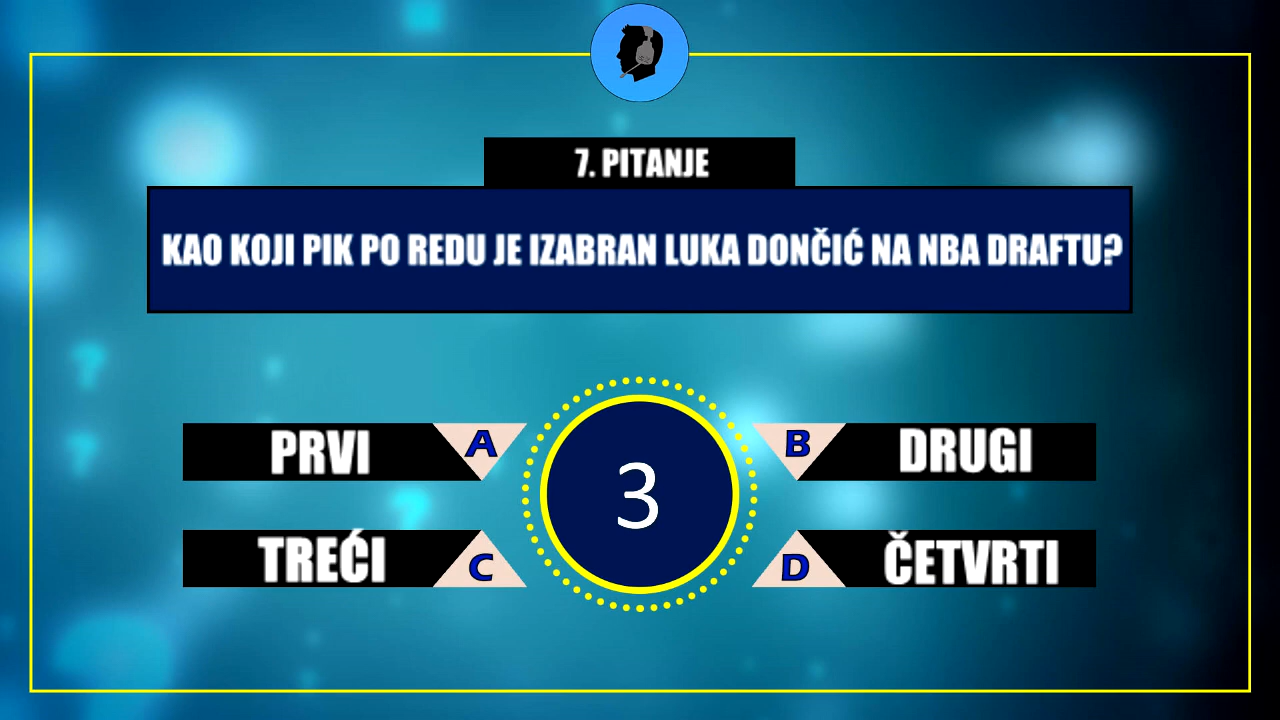 7. PITANJE
KAO KOJI PIK PO REDU JE IZABRAN LUKA DONČIĆ NA NBA DRAFTU?
PRVI A
B DRUGI
3
TREĆI C
D ČETVRTI